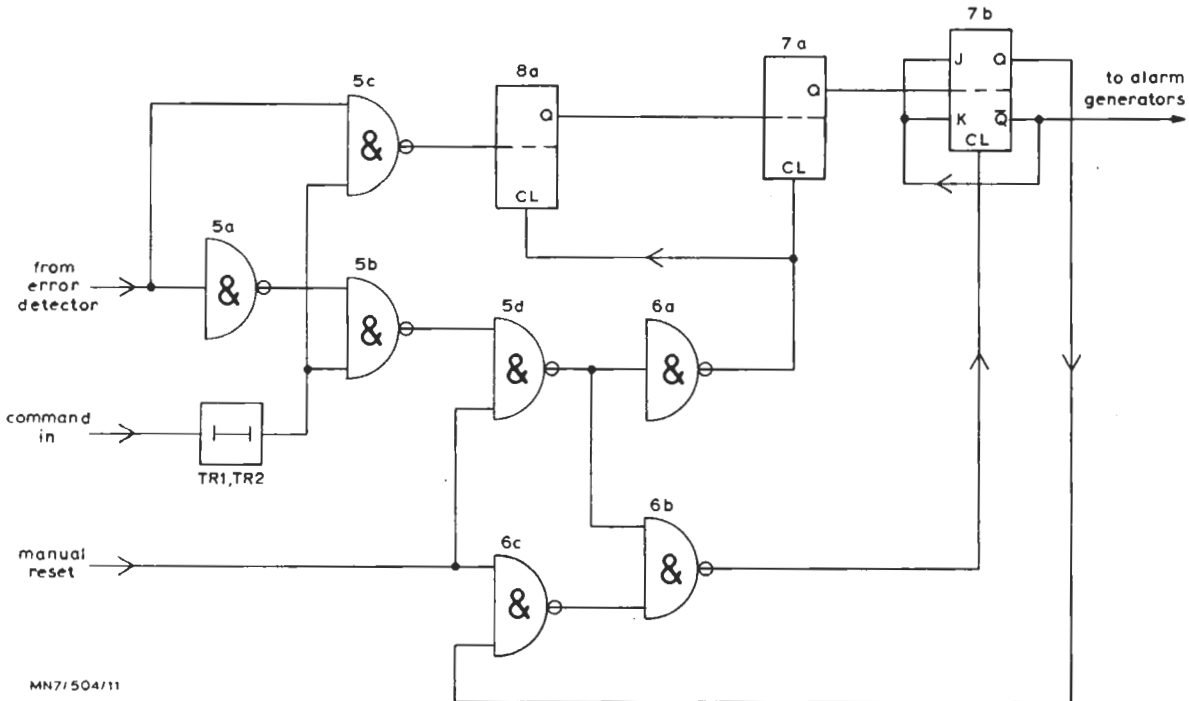 7b
7a
8a
5c
J Q
Q
to alarm
generators
Q
&
K Q̅
CL
CL
CL
5a
5b
from
error
detector
&
&
5d
6a
&
&
command
in
TR1,TR2
6b
manual
reset
6c
&
&
MN7/504/11